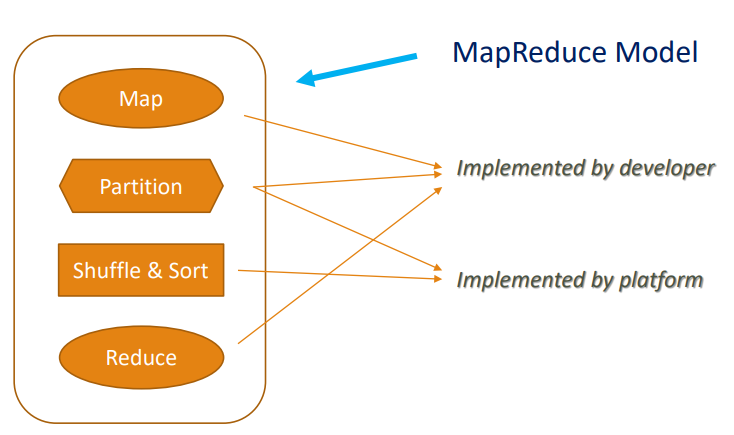 MapReduce Model
Map
Partition
Shuffle & Sort
Reduce
Implemented by developer
Implemented by platform